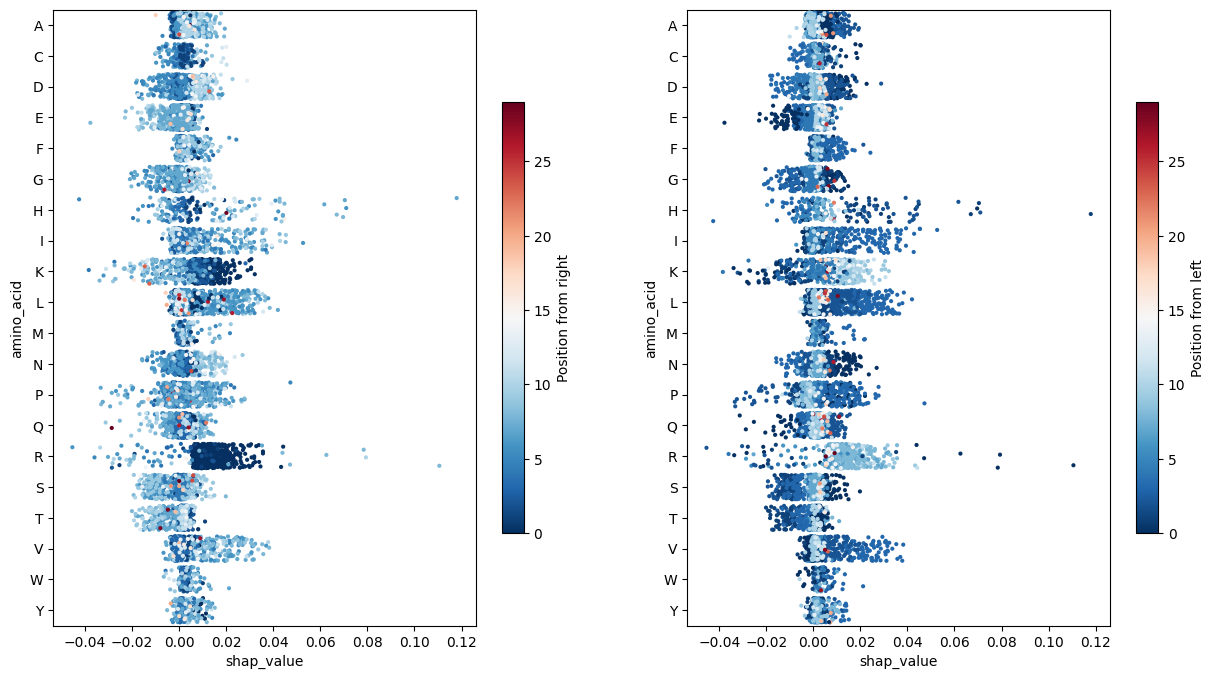 A
C
D
E
F
G
H
I
K
L
M
N
P
Q
R
S
T
V
W
Y
amino_acid
−0.04 −0.02 0.00 0.02 0.04 0.06 0.08 0.10 0.12
shap_value
25
20
15
10
5
0
Position from right
A
C
D
E
F
G
H
I
K
L
M
N
P
Q
R
S
T
V
W
Y
amino_acid
−0.04 −0.02 0.00 0.02 0.04 0.06 0.08 0.10 0.12
shap_value
25
20
15
10
5
0
Position from left